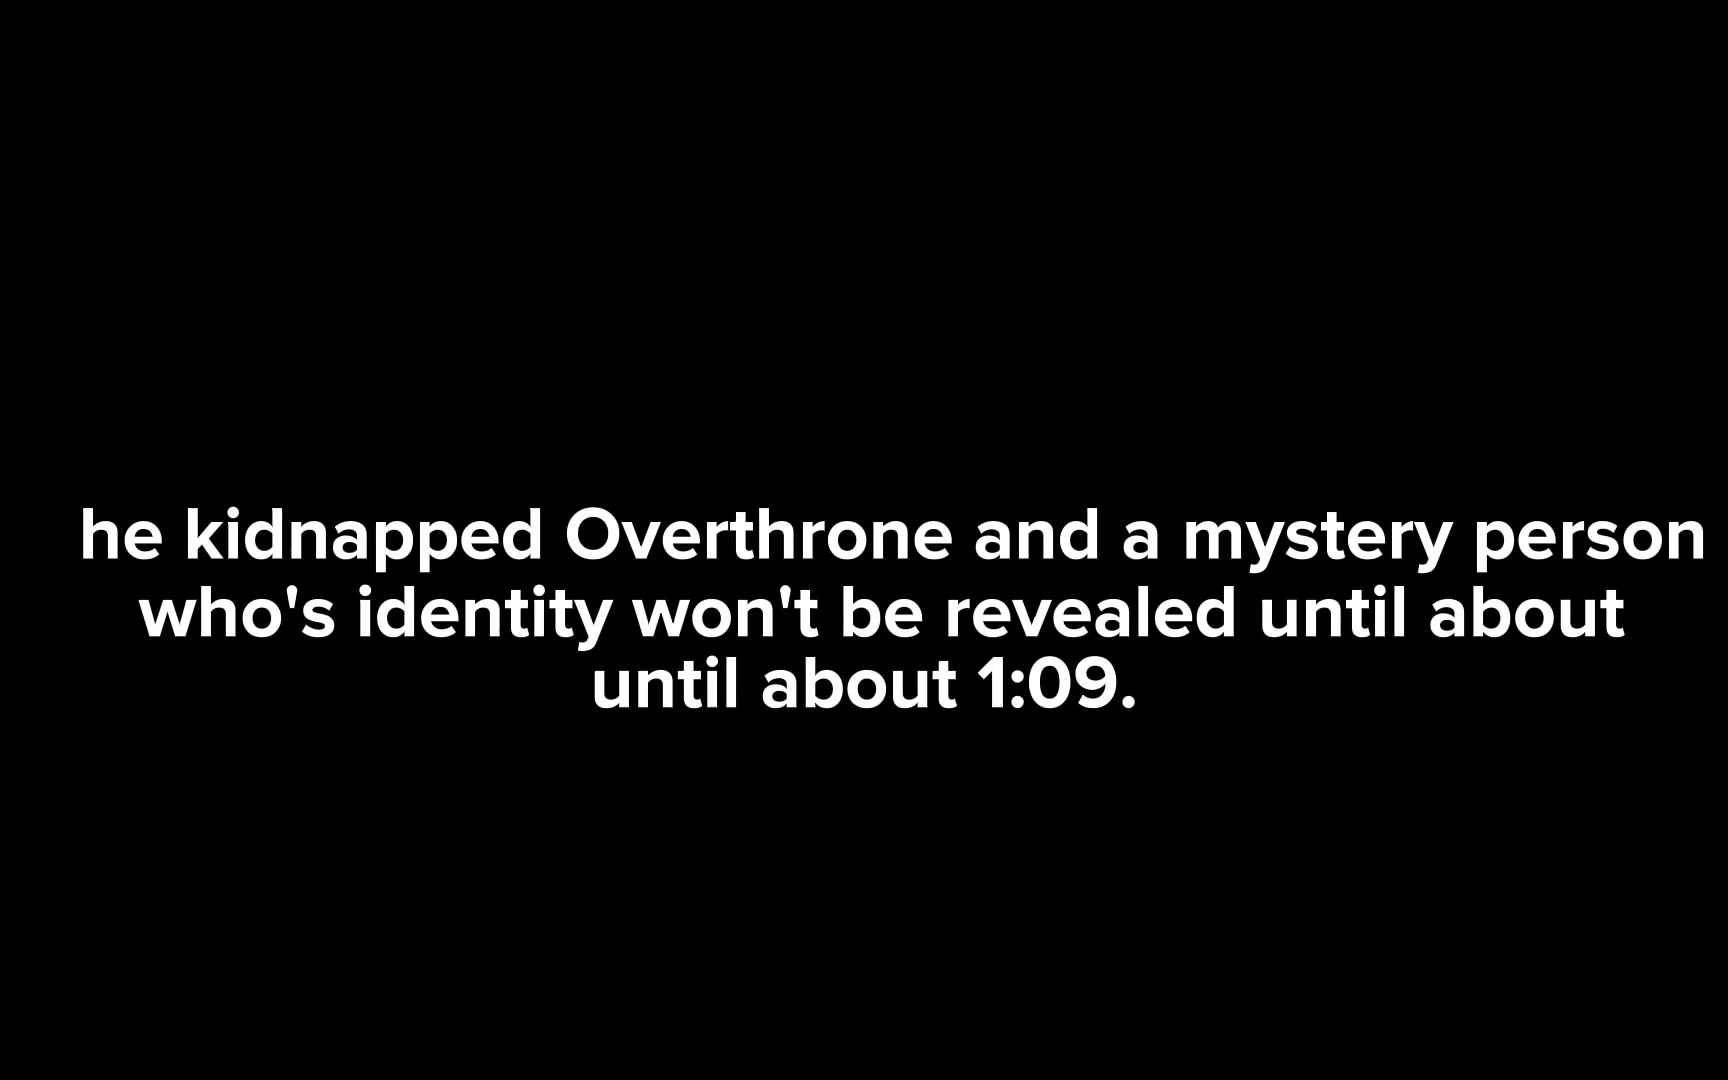 he kidnapped Overthrone and a mystery person
who's identity won't be revealed until about
until about 1:09.